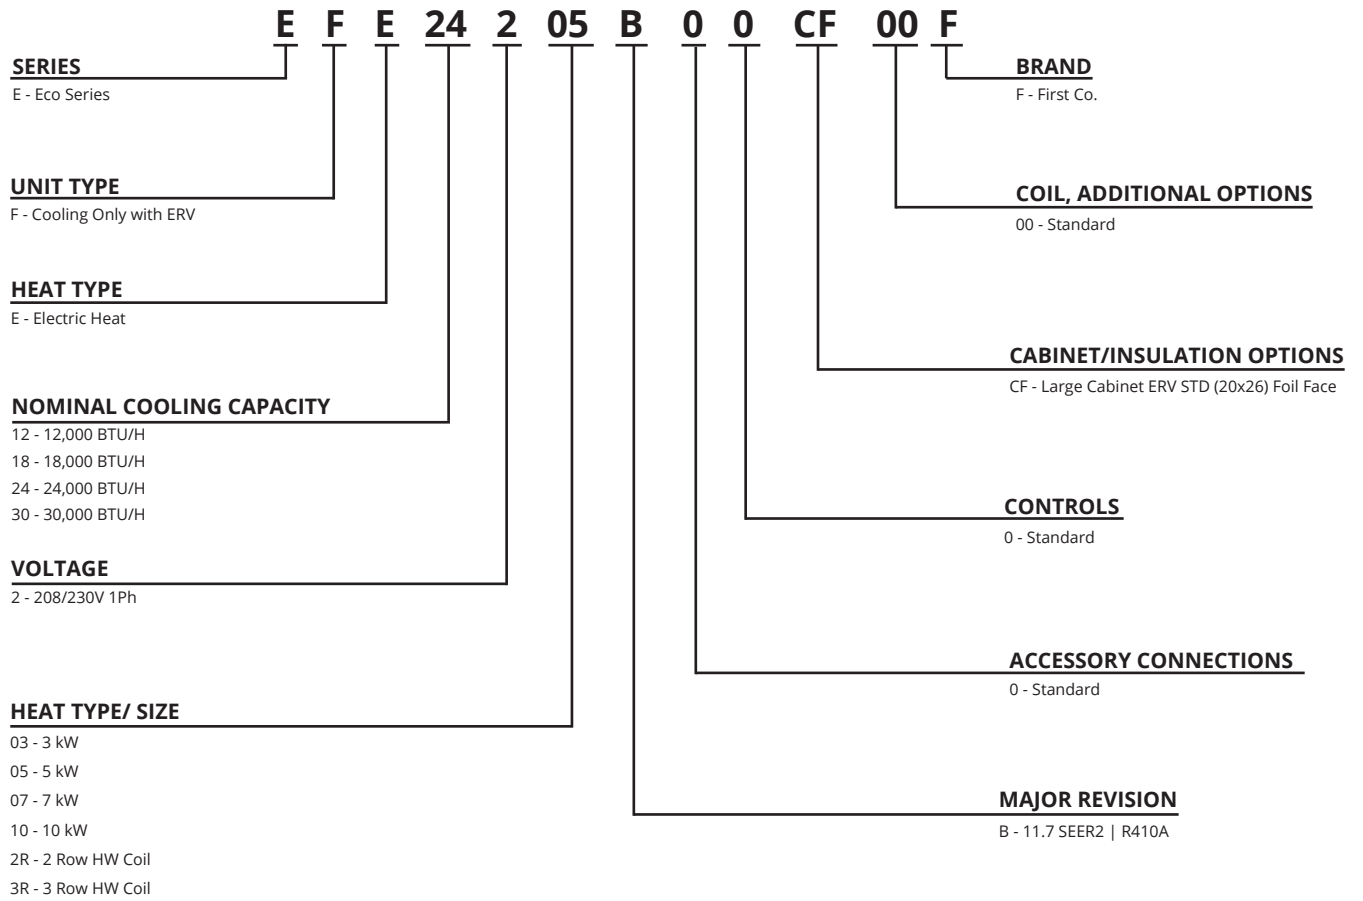 E F E 24 2 05 B 0 0 CF 00 F
SERIES
E - Eco Series
UNIT TYPE
F - Cooling Only with ERV
HEAT TYPE
E - Electric Heat
NOMINAL COOLING CAPACITY
12 - 12,000 BTU/H
18 - 18,000 BTU/H
24 - 24,000 BTU/H
30 - 30,000 BTU/H
VOLTAGE
2 - 208/230V 1Ph
HEAT TYPE/ SIZE
03 - 3 kW
05 - 5 kW
07 - 7 kW
10 - 10 kW
2R - 2 Row HW Coil
3R - 3 Row HW Coil
BRAND
F - First Co.
COIL, ADDITIONAL OPTIONS
00 - Standard
CABINET/INSULATION OPTIONS
CF - Large Cabinet ERV STD (20x26) Foil Face
CONTROLS
0 - Standard
ACCESSORY CONNECTIONS
0 - Standard
MAJOR REVISION
B - 11.7 SEER2 | R410A